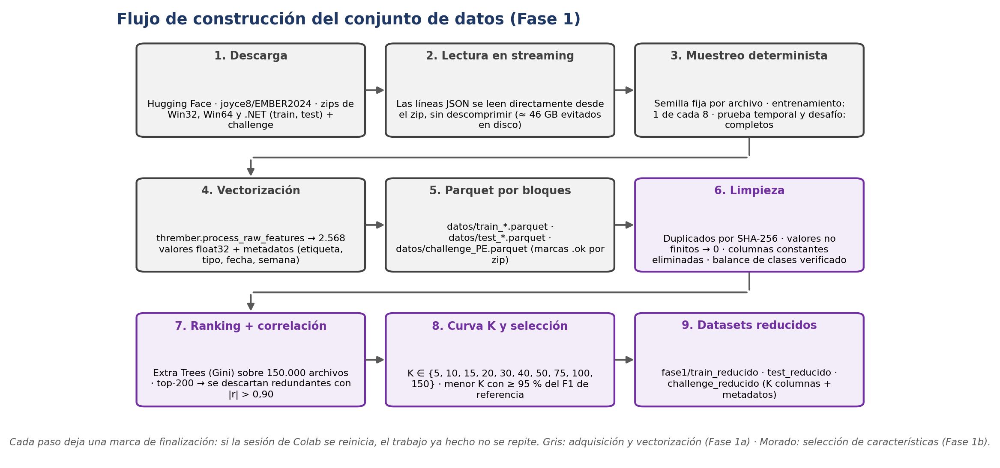 Flujo de construcción del conjunto de datos (Fase 1)
1. Descarga
Hugging Face · joyce8/EMBER2024 · zips de
Win32, Win64 y .NET (train, test) +
challenge
2. Lectura en streaming
Las líneas JSON se leen directamente desde
el zip, sin descomprimir (≈ 46 GB evitados
en disco)
3. Muestreo determinista
Semilla fija por archivo · entrenamiento:
1 de cada 8 · prueba temporal y desafío:
completos
4. Vectorización
thrember.process_raw_features → 2.568
valores float32 + metadatos (etiqueta,
tipo, fecha, semana)
5. Parquet por bloques
datos/train_*.parquet ·
datos/test_*.parquet ·
datos/challenge_PE.parquet (marcas .ok por
zip)
6. Limpieza
Duplicados por SHA-256 · valores no
finitos → 0 · columnas constantes
eliminadas · balance de clases verificado
7. Ranking + correlación
Extra Trees (Gini) sobre 150.000 archivos
· top-200 → se descartan redundantes con
|r| > 0,90
8. Curva K y selección
K ∈ {5, 10, 15, 20, 30, 40, 50, 75, 100,
150} · menor K con ≥ 95 % del F1 de
referencia
9. Datasets reducidos
fase1/train_reducido · test_reducido ·
challenge_reducido (K columnas +
metadatos)
Cada paso deja una marca de finalización: si la sesión de Colab se reinicia, el trabajo ya hecho no se repite. Gris: adquisición y vectorización (Fase 1a) · Morado: selección de características (Fase 1b).